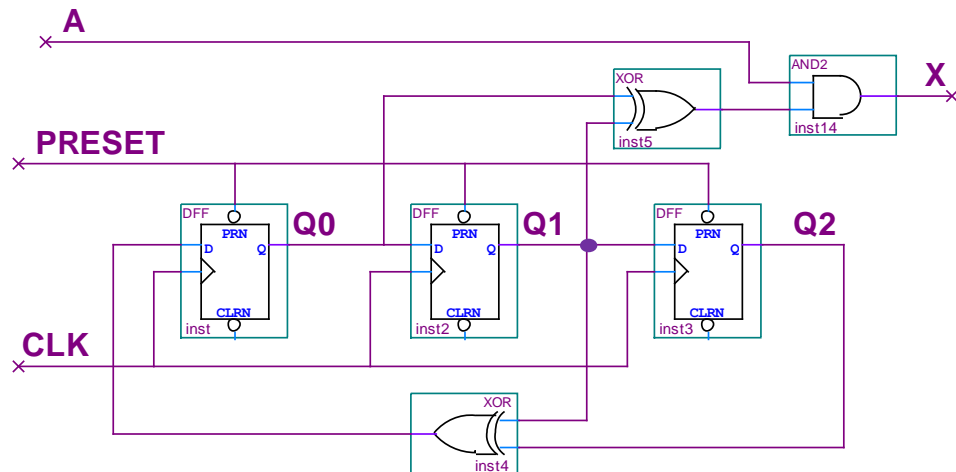 A
XOR
AND2
X
inst5
inst14
PRESET
DFF
PRN
D
Q
CLRN
inst
Q0
DFF
PRN
D
Q
CLRN
inst2
Q1
DFF
PRN
D
Q
CLRN
inst3
Q2
CLK
XOR
inst4